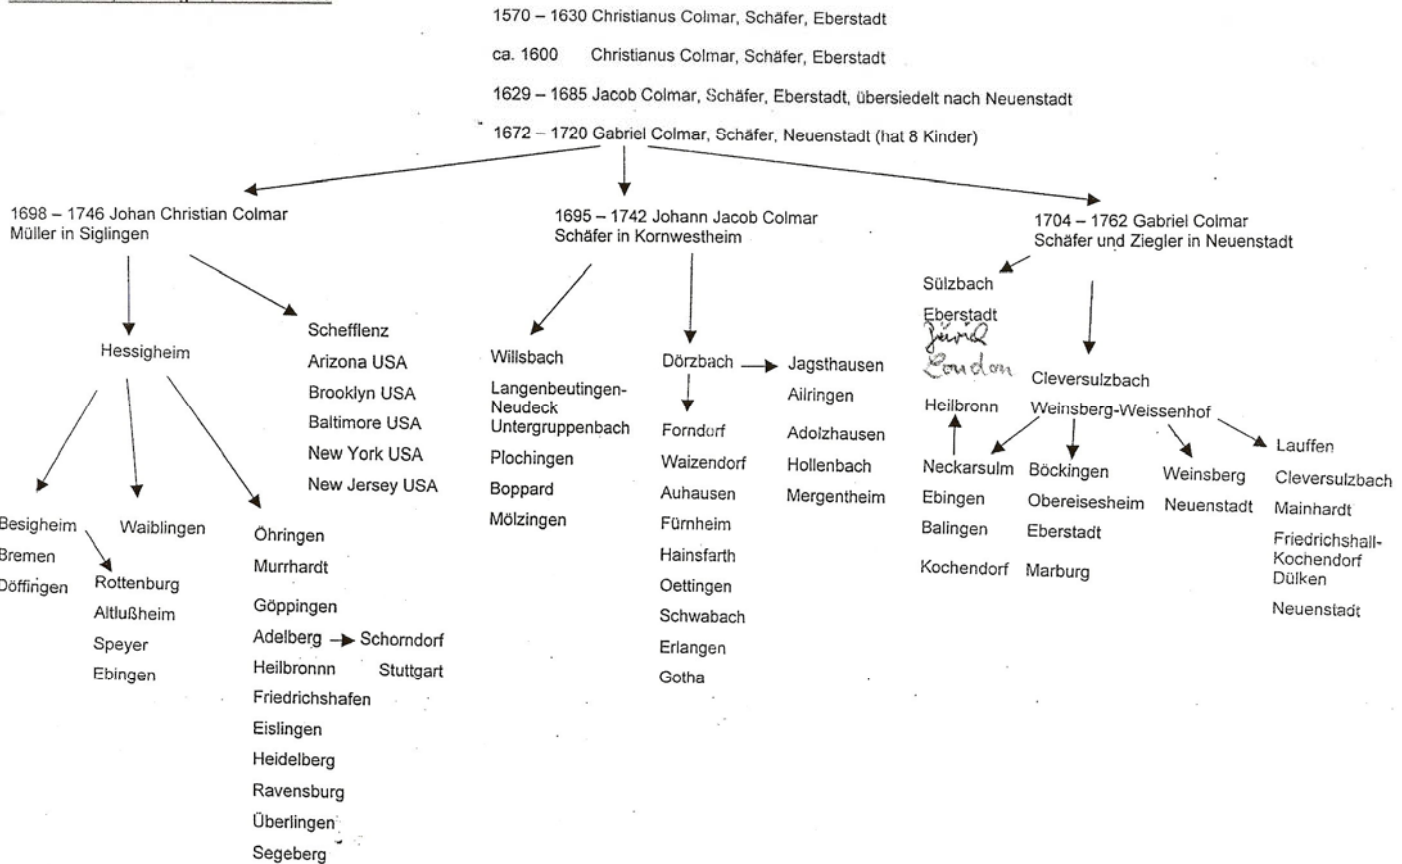 1570 – 1630 Christianus Colmar, Schäfer, Eberstadt
ca. 1600 Christianus Colmar, Schäfer, Eberstadt
1629 – 1685 Jacob Colmar, Schäfer, Eberstadt, übersiedelt nach Neuenstadt
1672 – 1720 Gabriel Colmar, Schäfer, Neuenstadt (hat 8 Kinder)
1698 – 1746 Johan Christian Colmar
Müller in Siglingen
Hessigheim
Besigheim
Bremen
Döffingen
Rottenburg
Altlußheim
Speyer
Ebingen
Waiblingen
Öhringen
Murrhardt
Göppingen
Adelberg
Heilbronnn
Friedrichshafen
Eislingen
Heidelberg
Ravensburg
Überlingen
Segeberg
Schorndorf
Stuttgart
Schefflenz
Arizona USA
Brooklyn USA
Baltimore USA
New York USA
New Jersey USA
1695 – 1742 Johann Jacob Colmar
Schäfer in Kornwestheim
Willsbach
Langenbeutingen-
Neudeck
Untergruppenbach
Plochingen
Boppard
Mölzingen
Dörzbach
Forndorf
Waizendorf
Auhausen
Fürnheim
Hainsfarth
Oettingen
Schwabach
Erlangen
Gotha
Jagsthausen
Ailringen
Adolzhausen
Hollenbach
Mergentheim
1704 – 1762 Gabriel Colmar
Schäfer und Ziegler in Neuenstadt
Sülzbach
Eberstadt
London
Heilbronn
Cleversulzbach
Weinsberg-Weissenhof
Neckarsulm
Ebingen
Balingen
Kochendorf
Böckingen
Obereisesheim
Eberstadt
Marburg
Weinsberg
Neuenstadt
Lauffen
Cleversulzbach
Mainhardt
Friedrichshall-
Kochendorf
Dülken
Neuenstadt